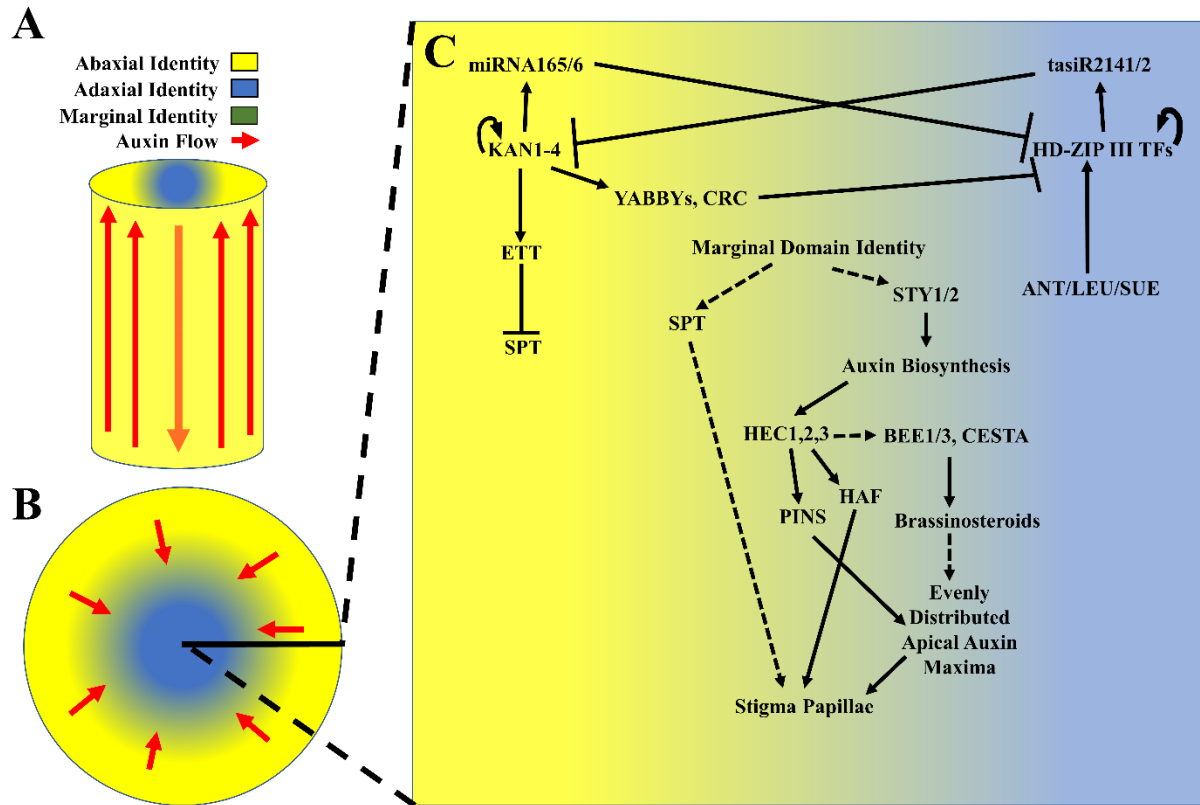 A
Abaxial Identity
Adaxial Identity
Marginal Identity
Auxin Flow
B
C
miRNA165/6
tasiR2141/2
KAN1-4
HD-ZIP III TFs
YABBYs, CRC
ETT
SPT
Marginal Domain Identity
SPT
STY1/2
ANT/LEU/SUE
Auxin Biosynthesis
HEC1,2,3
BEE1/3, CESTA
PINS
HAF
Brassinosteroids
Evenly
Distributed
Apical Auxin
Maxima
Stigma Papillae